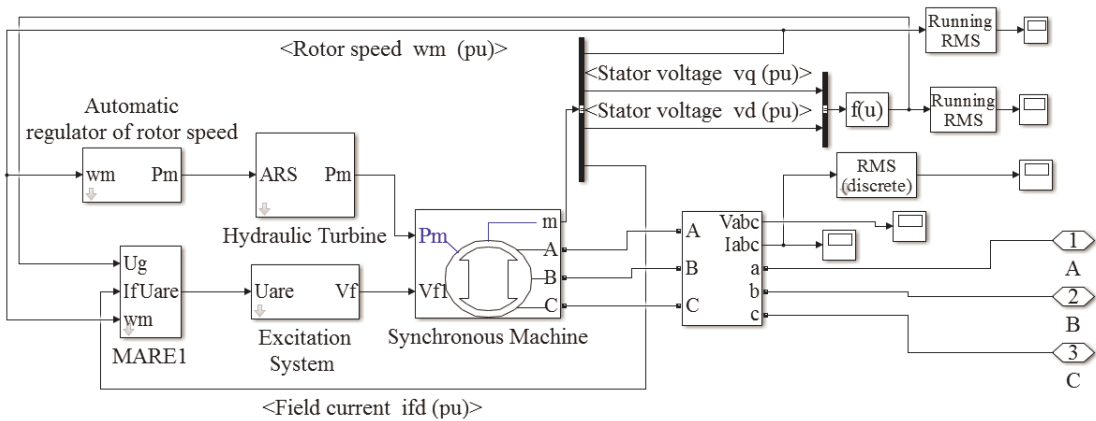 Running
RMS
<Rotor speed wm (pu)>
<Stator voltage vq (pu)>
<Stator voltage vd (pu)>
f(u)
Running
RMS
Automatic
regulator of rotor speed
wm Pm
ARS Pm
Hydraulic Turbine
RMS
(discrete)
Pm
m
A
B
C
Vf1
Synchronous Machine
A
B
C
Vabc
Iabc
a
b
c
1
A
2
B
3
C
Ug
If Uare
wm
MARE1
Uare Vf
Excitation
System
<Field current ifd (pu)>